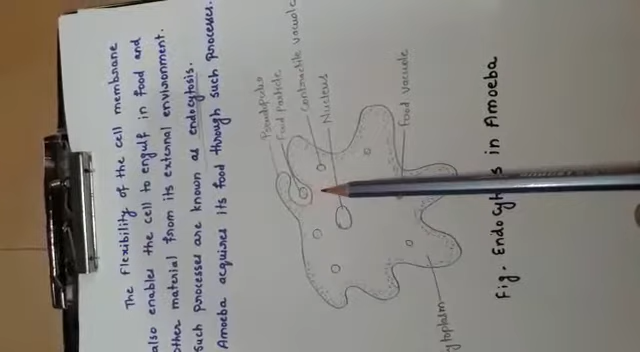 The flexibility of the cell membrane
also enables the cell to engulf in food and
other material from its external environment.
such processes are known as endocytosis.
Amoeba acquires its food through such processes.
Pseudopodia
Food particle
Contractile vacuole
Nucleus
Food vacuole
cytoplasm
Fig. Endocytosis in Amoeba